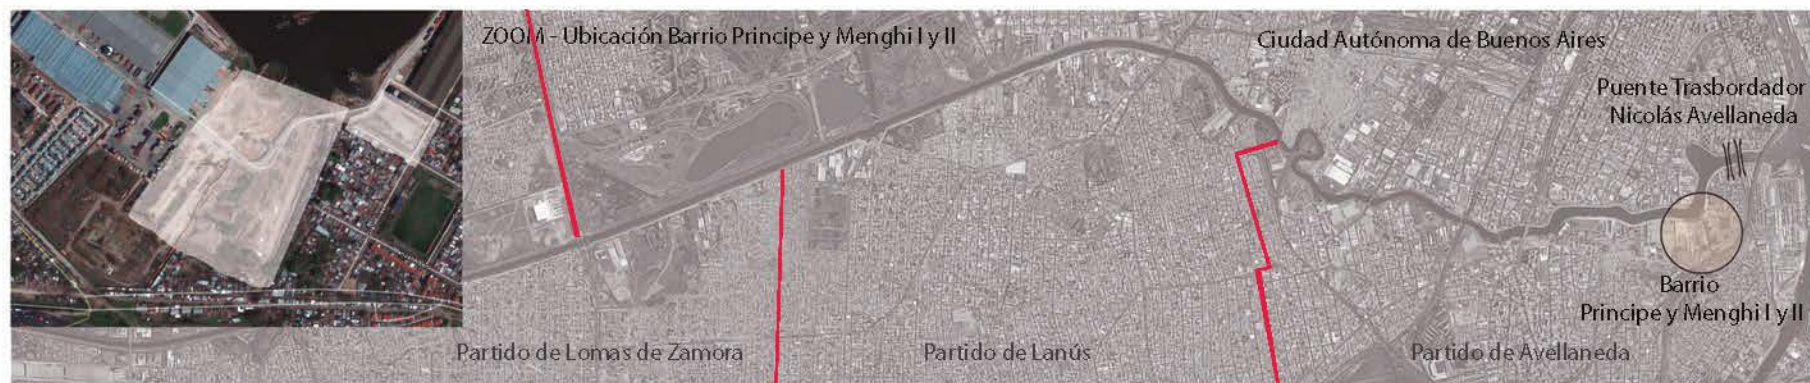 ZOOM - Ubicación Barrio Principe y Menghi I y II
Ciudad Autónoma de Buenos Aires
Puente Trasbordador
Nicolás Avellaneda
Barrio
Principe y Menghi I y II
Partido de Lomas de Zamora
Partido de Lanús
Partido de Avellaneda